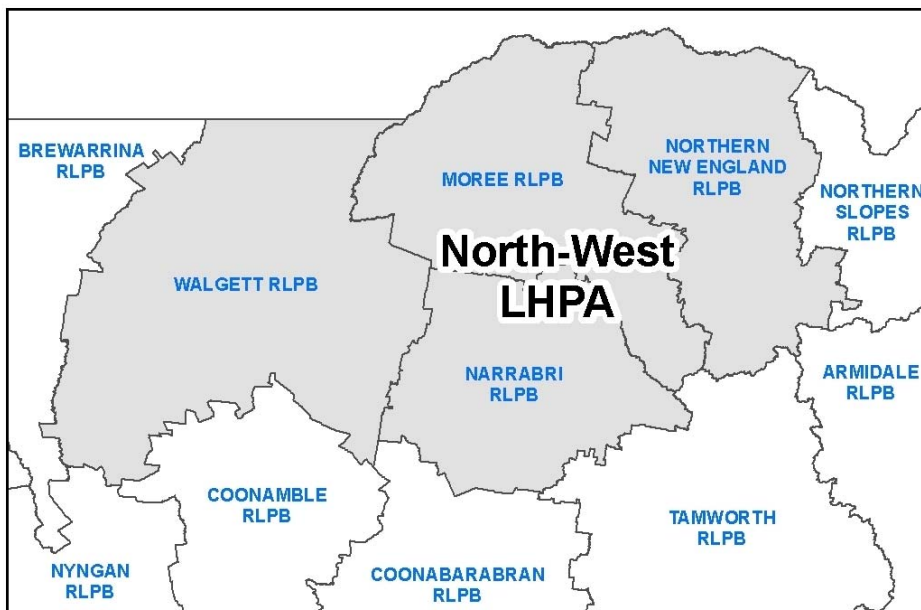 BREWARRINA
RLPB
MOREE RLPB
NORTHERN
NEW ENGLAND
RLPB
NORTHERN
SLOPES
RLPB
North-West
LHPA
WALGETT RLPB
NARRABRI
RLPB
ARMIDALE
RLPB
COONAMBLE
RLPB
TAMWORTH
RLPB
NYNGAN
RLPB
COONABARABRAN
RLPB